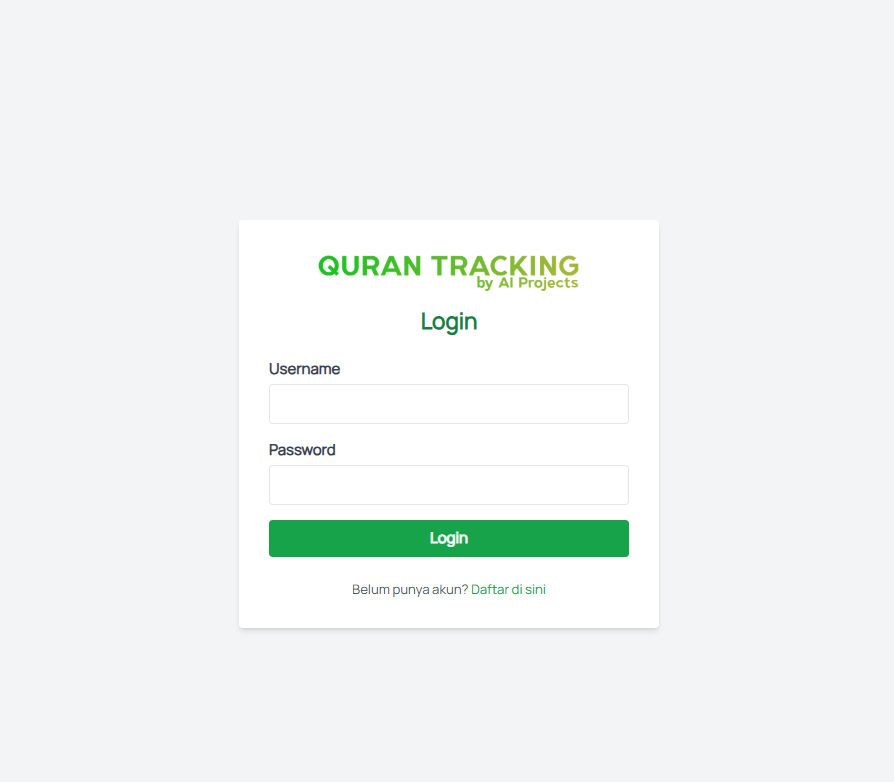 QURAN TRACKING
by AI Projects
Login
Username
Password
Login
Belum punya akun? Daftar di sini